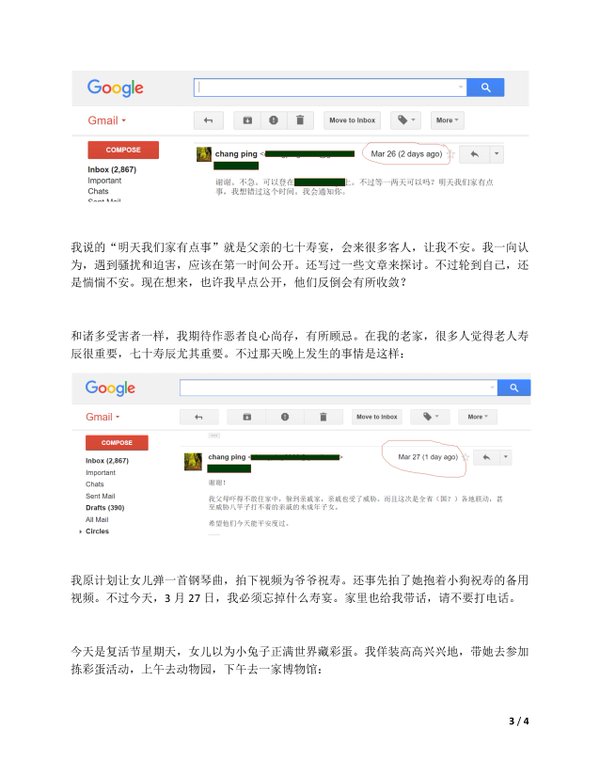 Google
Gmail
Move to Inbox
More
COMPOSE
chang ping <
Mar 26 (2 days ago)
Inbox (2,867)
Important
Chats
Sent Mail
谢谢。不急。可以登在 上。不过等一两天可以吗？明天我们家有点
事。我想错过这个时间。我会通知你。
我说的“明天我们家有点事”就是父亲的七十寿宴，会来很多客人，让我不安。我一向认
为，遇到骚扰和迫害，应该在第一时间公开。还写过一些文章来探讨。不过轮到自己，还
是惴惴不安。现在想来，也许我早点公开，他们反倒会有所收敛？
和诸多受害者一样，我期待作恶者良心尚存，有所顾忌。在我的老家，很多人觉得老人寿
辰很重要，七十寿辰尤其重要。不过那天晚上发生的事情是这样：
Google
Gmail
Move to Inbox
More
COMPOSE
chang ping <
Mar 27 (1 day ago)
Inbox (2,867)
Important
Chats
Sent Mail
Drafts (390)
All Mail
Circles
谢谢！
我父母吓得不敢住家中，躲到亲戚家。亲戚也受了威胁。而且这次是全省（国？）各地联动，甚
至威胁八竿子打不着的亲戚的未成年子女。
希望他们今天能平安度过。
我原计划让女儿弹一首钢琴曲，拍下视频为爷爷祝寿。还事先拍了她抱着小狗祝寿的备用
视频。不过今天，3 月 27 日，我必须忘掉什么寿宴。家里也给我带话，请不要打电话。
今天是复活节星期天，女儿以为小兔子正满世界藏彩蛋。我佯装高高兴兴地，带她去参加
拣彩蛋活动，上午去动物园，下午去一家博物馆：
3 / 4